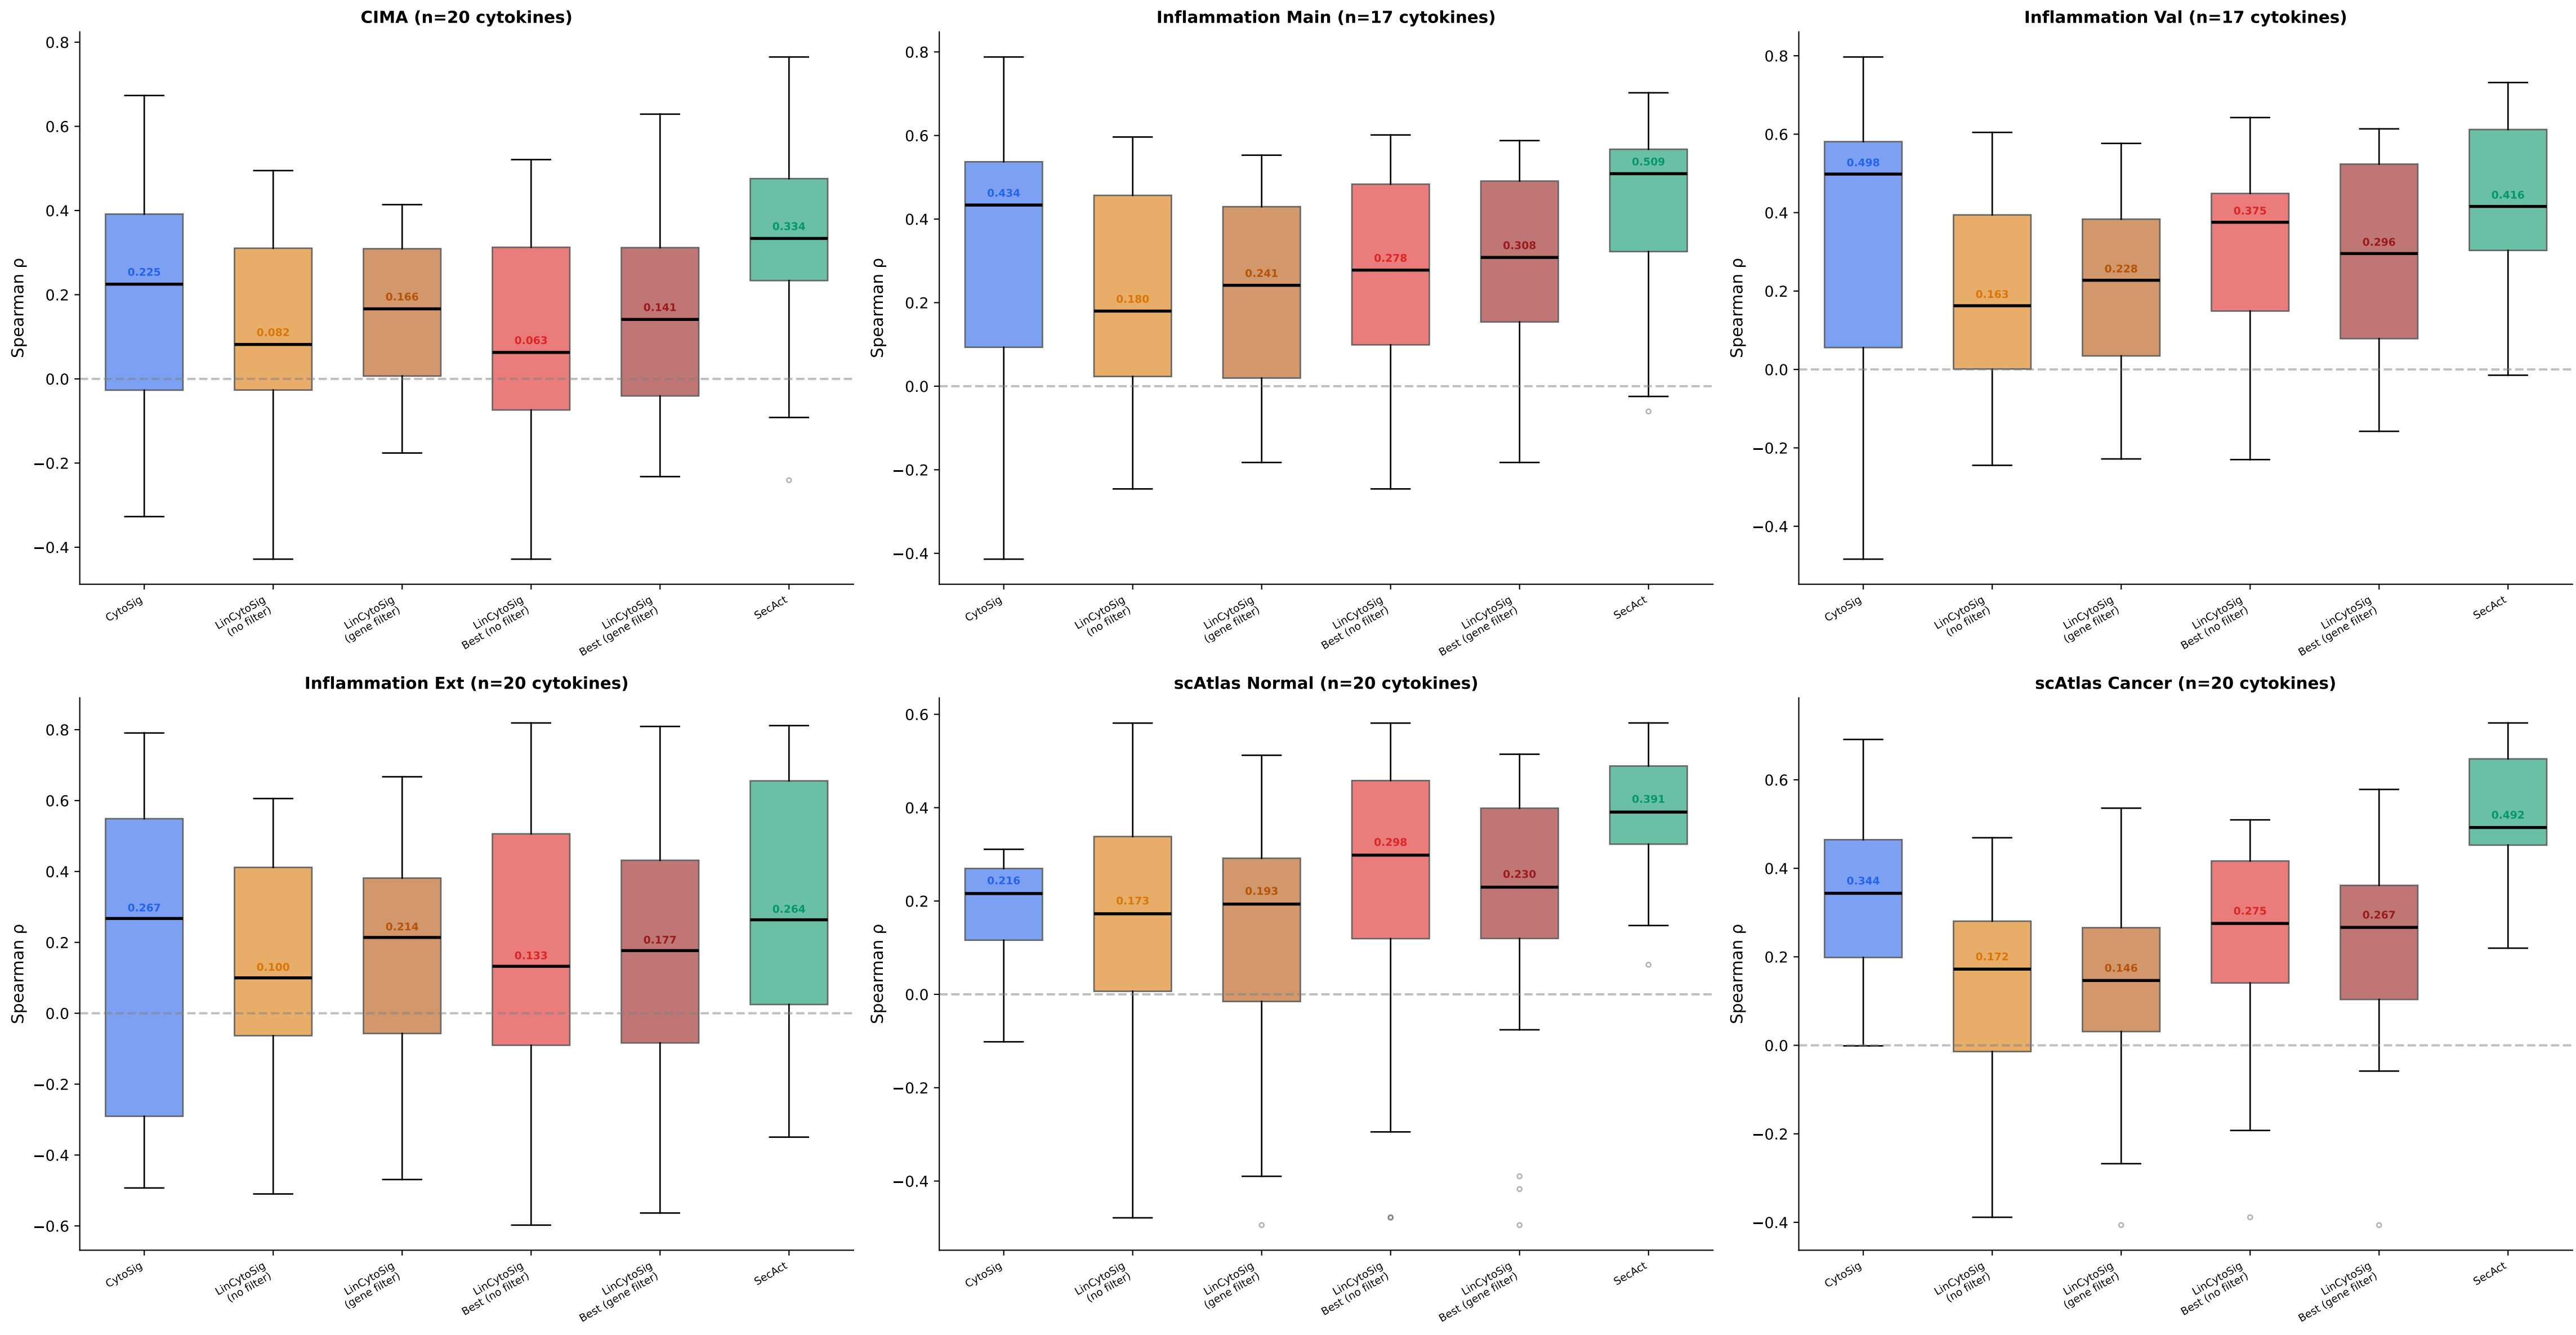 CIMA (n=20 cytokines)
Spearman ρ
0.8
0.6
0.4
0.2
0.0
−0.2
−0.4
0.225
0.082
0.166
0.063
0.141
0.334
CytoSig
LinCytoSig
(no filter)
LinCytoSig
(gene filter)
LinCytoSig
Best (no filter)
LinCytoSig
Best (gene filter)
SecAct
Inflammation Main (n=17 cytokines)
Spearman ρ
0.8
0.6
0.4
0.2
0.0
−0.2
−0.4
0.434
0.180
0.241
0.278
0.308
0.509
CytoSig
LinCytoSig
(no filter)
LinCytoSig
(gene filter)
LinCytoSig
Best (no filter)
LinCytoSig
Best (gene filter)
SecAct
Inflammation Val (n=17 cytokines)
Spearman ρ
0.8
0.6
0.4
0.2
0.0
−0.2
−0.4
0.498
0.163
0.228
0.375
0.296
0.416
CytoSig
LinCytoSig
(no filter)
LinCytoSig
(gene filter)
LinCytoSig
Best (no filter)
LinCytoSig
Best (gene filter)
SecAct
Inflammation Ext (n=20 cytokines)
Spearman ρ
0.8
0.6
0.4
0.2
0.0
−0.2
−0.4
−0.6
0.267
0.100
0.214
0.133
0.177
0.264
CytoSig
LinCytoSig
(no filter)
LinCytoSig
(gene filter)
LinCytoSig
Best (no filter)
LinCytoSig
Best (gene filter)
SecAct
scAtlas Normal (n=20 cytokines)
Spearman ρ
0.6
0.4
0.2
0.0
−0.2
−0.4
0.216
0.173
0.193
0.298
0.230
0.391
CytoSig
LinCytoSig
(no filter)
LinCytoSig
(gene filter)
LinCytoSig
Best (no filter)
LinCytoSig
Best (gene filter)
SecAct
scAtlas Cancer (n=20 cytokines)
Spearman ρ
0.6
0.4
0.2
0.0
−0.2
−0.4
0.344
0.172
0.146
0.275
0.267
0.492
CytoSig
LinCytoSig
(no filter)
LinCytoSig
(gene filter)
LinCytoSig
Best (no filter)
LinCytoSig
Best (gene filter)
SecAct